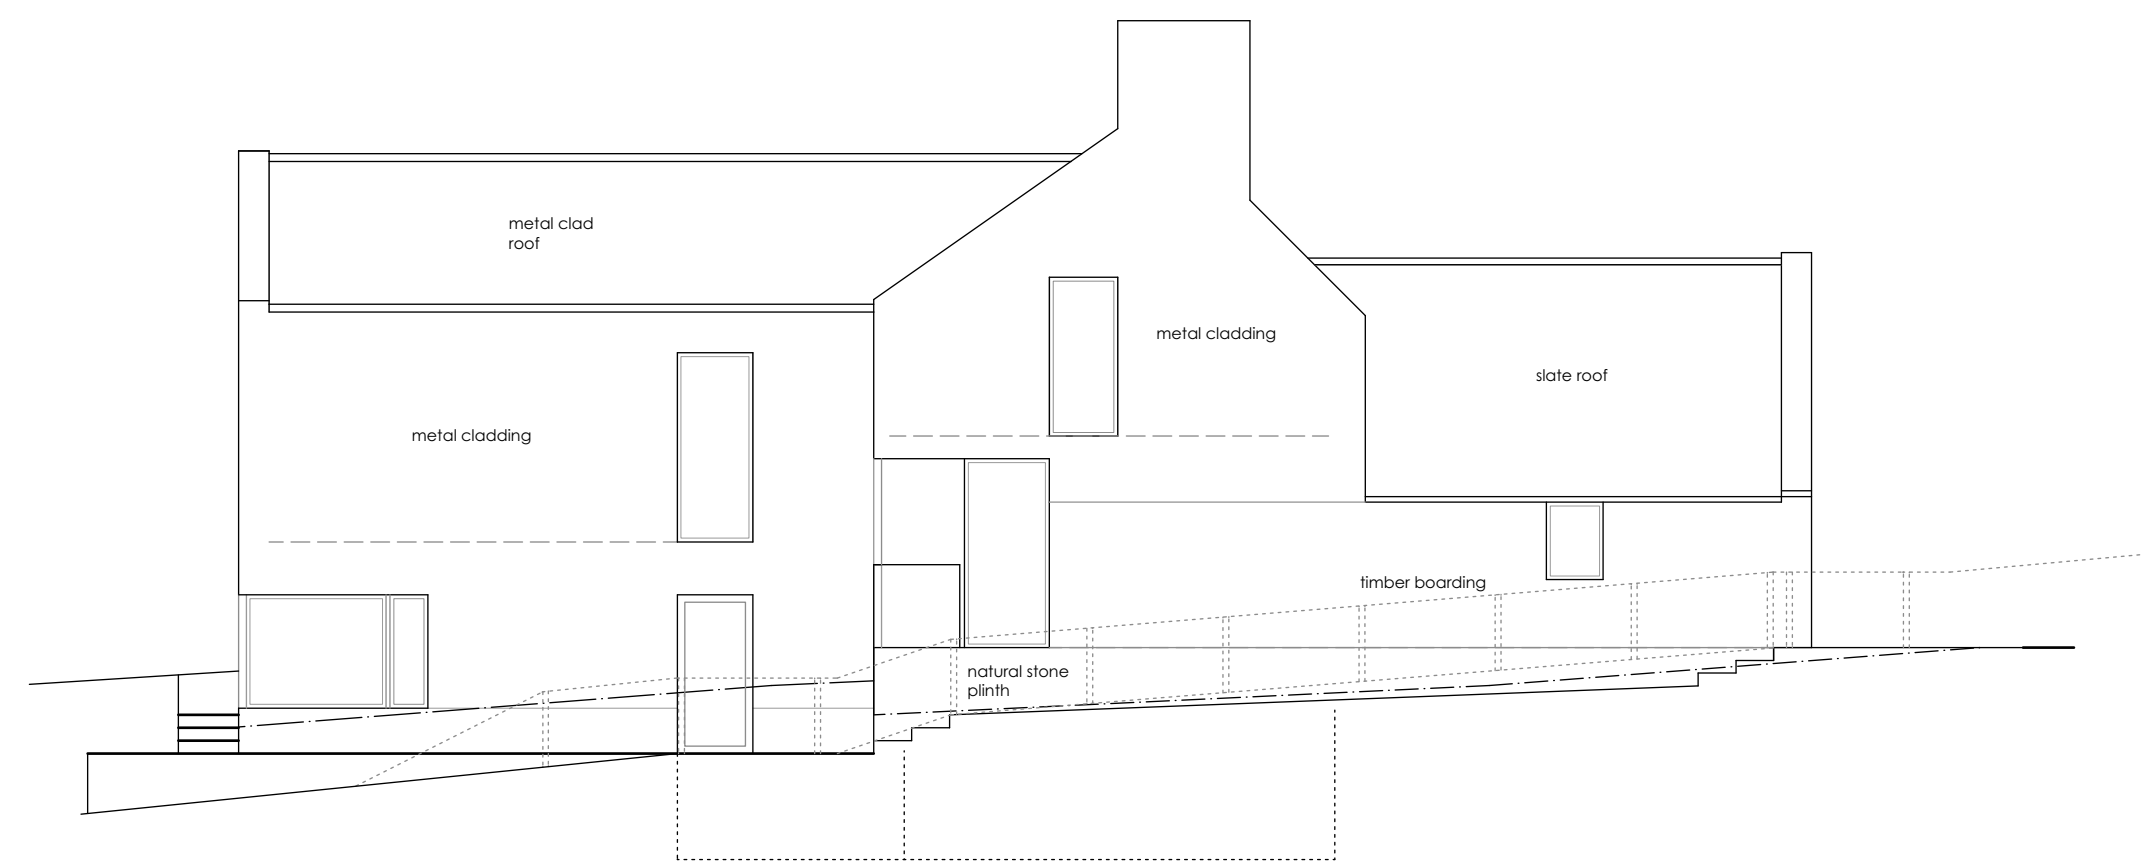 metal clad
roof
metal cladding
slate roof
metal cladding
timber boarding
natural stone
plinth